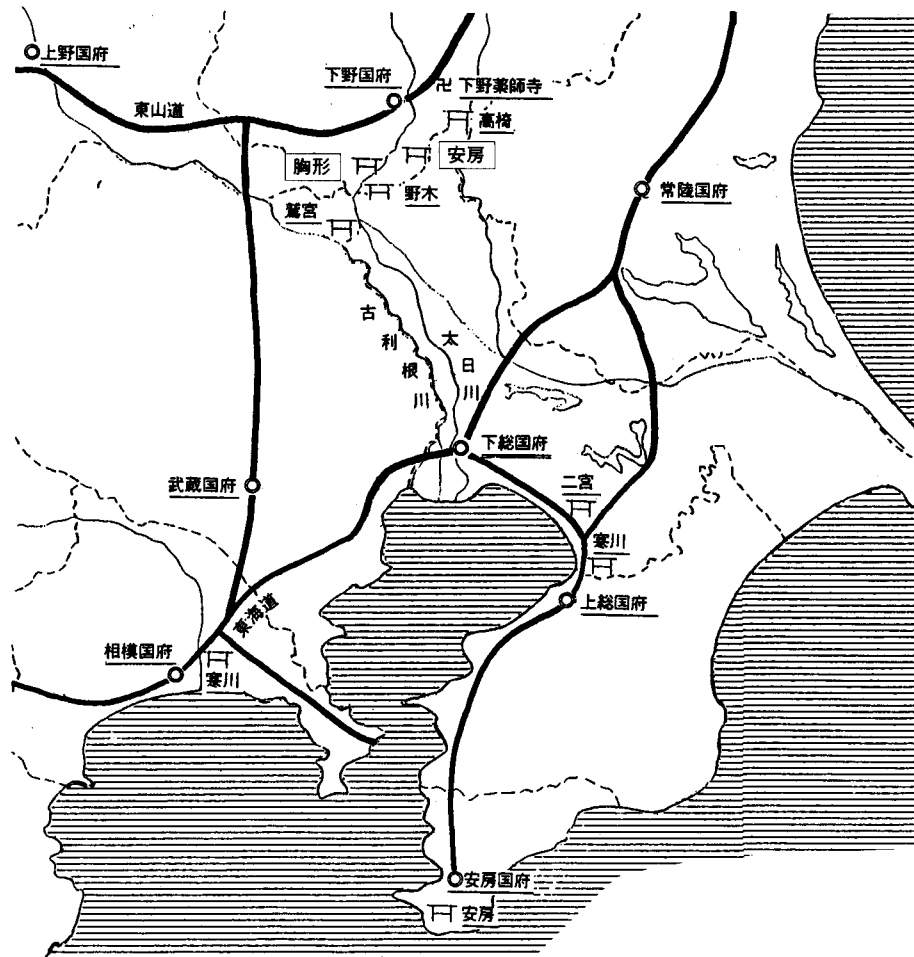 上野国府
下野国府
卍 下野薬師寺
東山道
高椅
胸形
安房
野木
鷲宮
常陸国府
古利根川
太日川
下総国府
武蔵国府
二宮
寒川
上総国府
東海道
相模国府
寒川
安房国府
安房